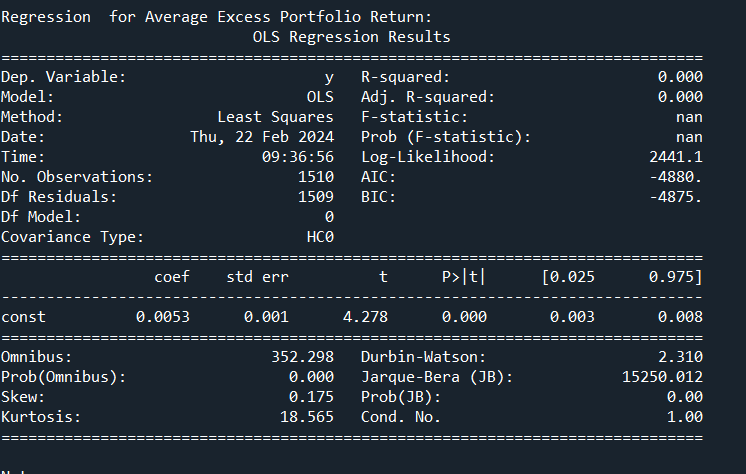 Regression  for Average Excess Portfolio Return:
                            OLS Regression Results
==============================================================================
Dep. Variable:                      y   R-squared:                       0.000
Model:                            OLS   Adj. R-squared:                  0.000
Method:                 Least Squares   F-statistic:                       nan
Date:                Thu, 22 Feb 2024   Prob (F-statistic):                nan
Time:                        09:36:56   Log-Likelihood:                 2441.1
No. Observations:                1510   AIC:                            -4880.
Df Residuals:                    1509   BIC:                            -4875.
Df Model:                           0
Covariance Type:                  HC0
==============================================================================
                 coef    std err          t      P>|t|      [0.025      0.975]
------------------------------------------------------------------------------
const          0.0053      0.001      4.278      0.000       0.003       0.008
==============================================================================
Omnibus:                      352.298   Durbin-Watson:                   2.310
Prob(Omnibus):                  0.000   Jarque-Bera (JB):            15250.012
Skew:                           0.175   Prob(JB):                         0.00
Kurtosis:                      18.565   Cond. No.                         1.00
==============================================================================